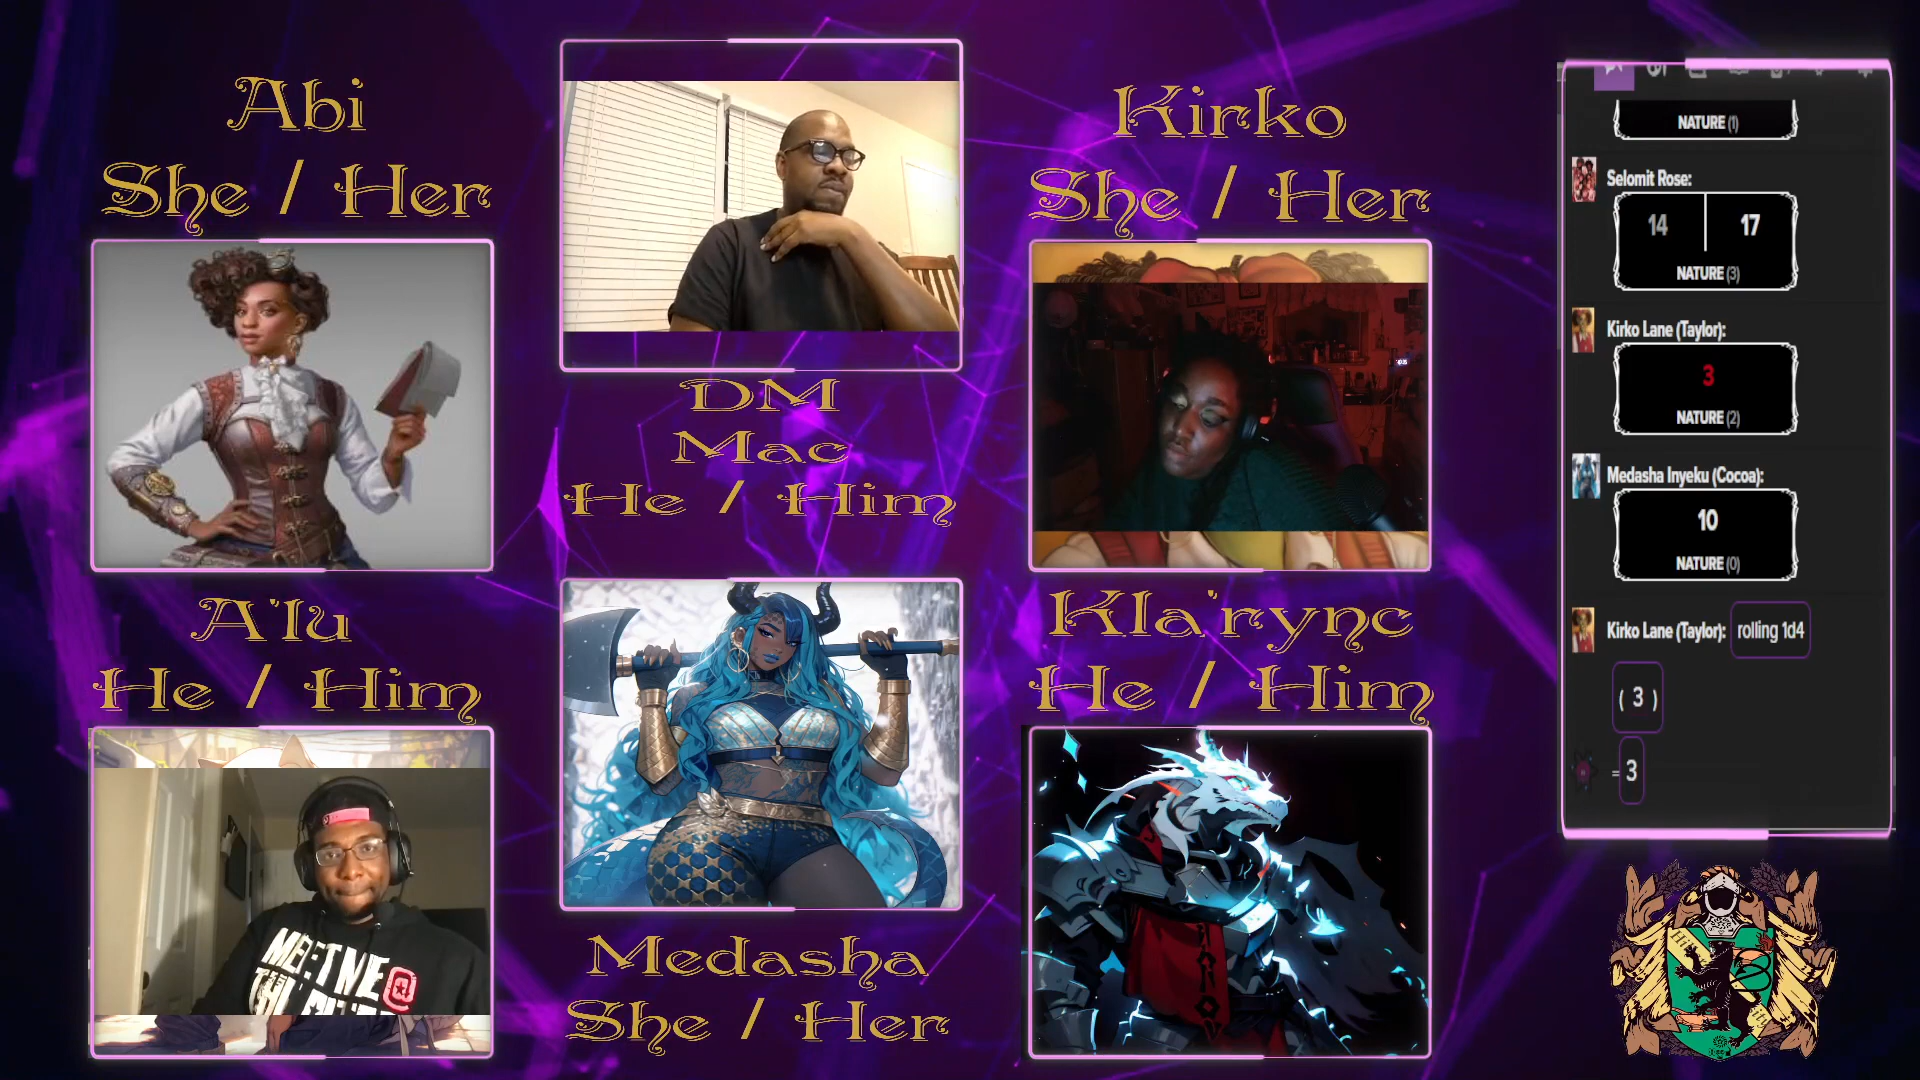 Abi
She / Her
DM
Mac
He / Him
Kirko
She / Her
A'lu
He / Him
Medasha
She / Her
Kla'rync
He / Him
NATURE (1)
Selomit Rose:
14 17
NATURE (3)
Kirko Lane (Taylor):
3
NATURE (2)
Medasha Inyeku (Cocoa):
10
NATURE (0)
Kirko Lane (Taylor): rolling 1d4
( 3 )
= 3